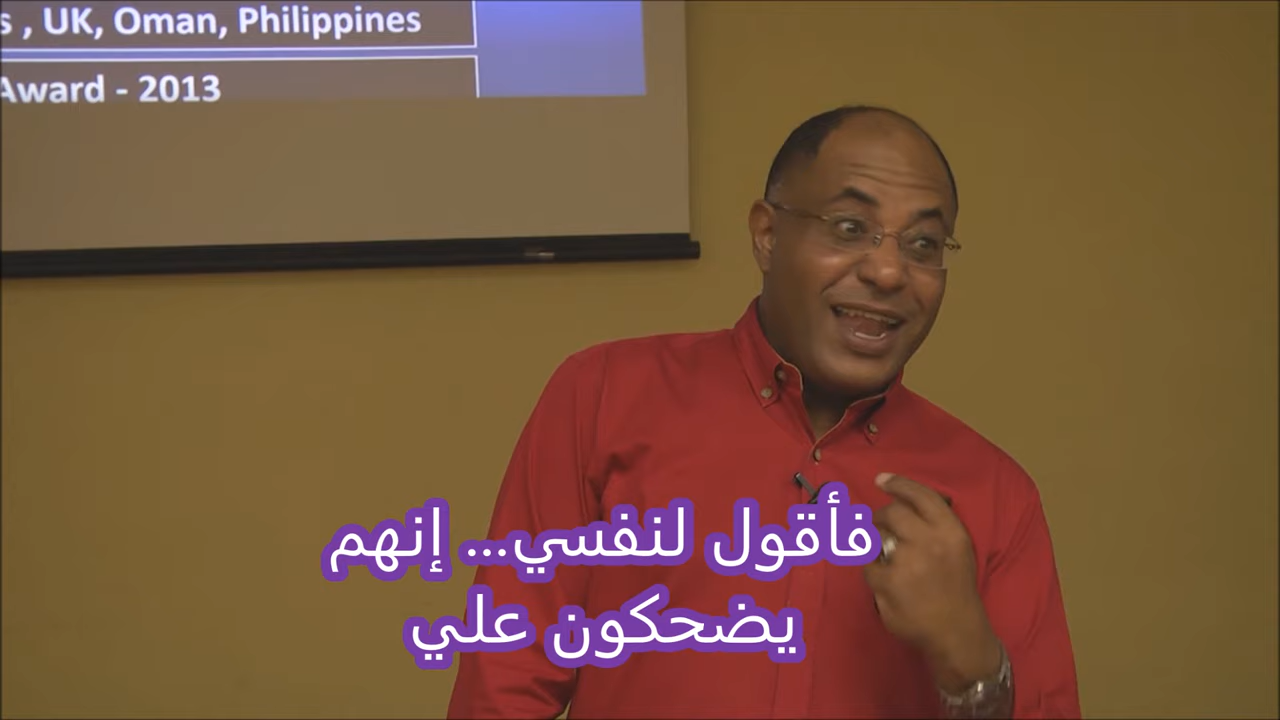 , UK, Oman, Philippines
Award - 2013
فأقول لنفسي... إنهم
يضحكون علي